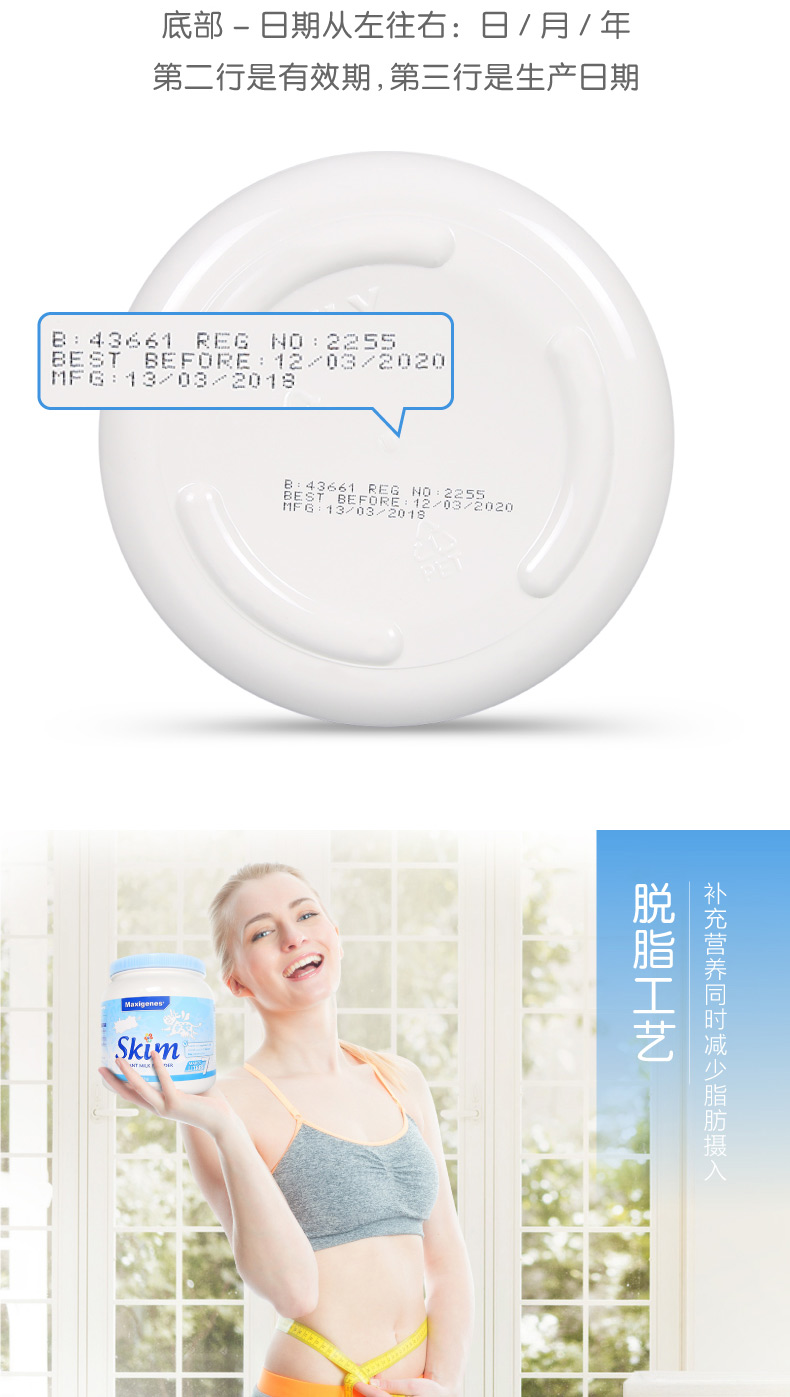 底部 – 日期从左往右：日 / 月 / 年
第二行是有效期,第三行是生产日期
B:43661 REG NO:2255
BEST BEFORE:12/03/2020
MFG:13/03/2018
B:43661 REG NO:2255
BEST BEFORE:12/03/2020
MFG:13/03/2018
PET
脱脂工艺
补充营养同时减少脂肪摄入
Maxigenes
Skim